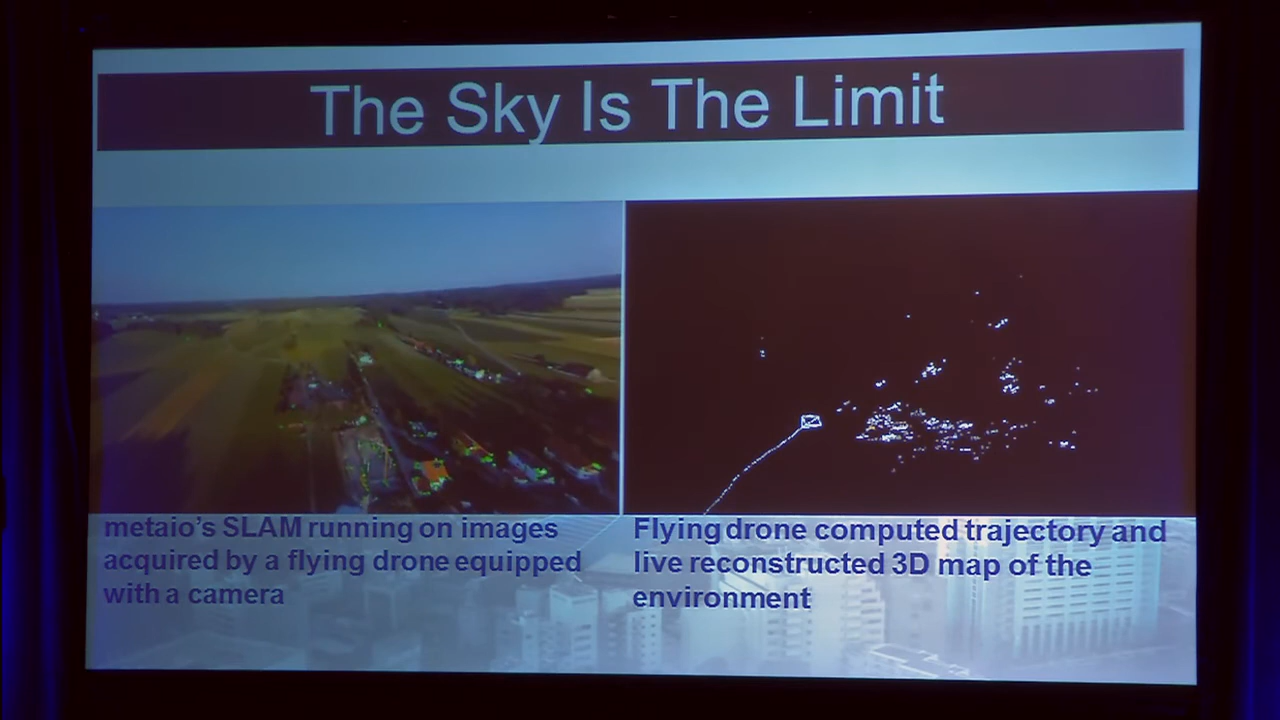 The Sky Is The Limit
metaio's SLAM running on images
acquired by a flying drone equipped
with a camera
Flying drone computed trajectory and
live reconstructed 3D map of the
environment